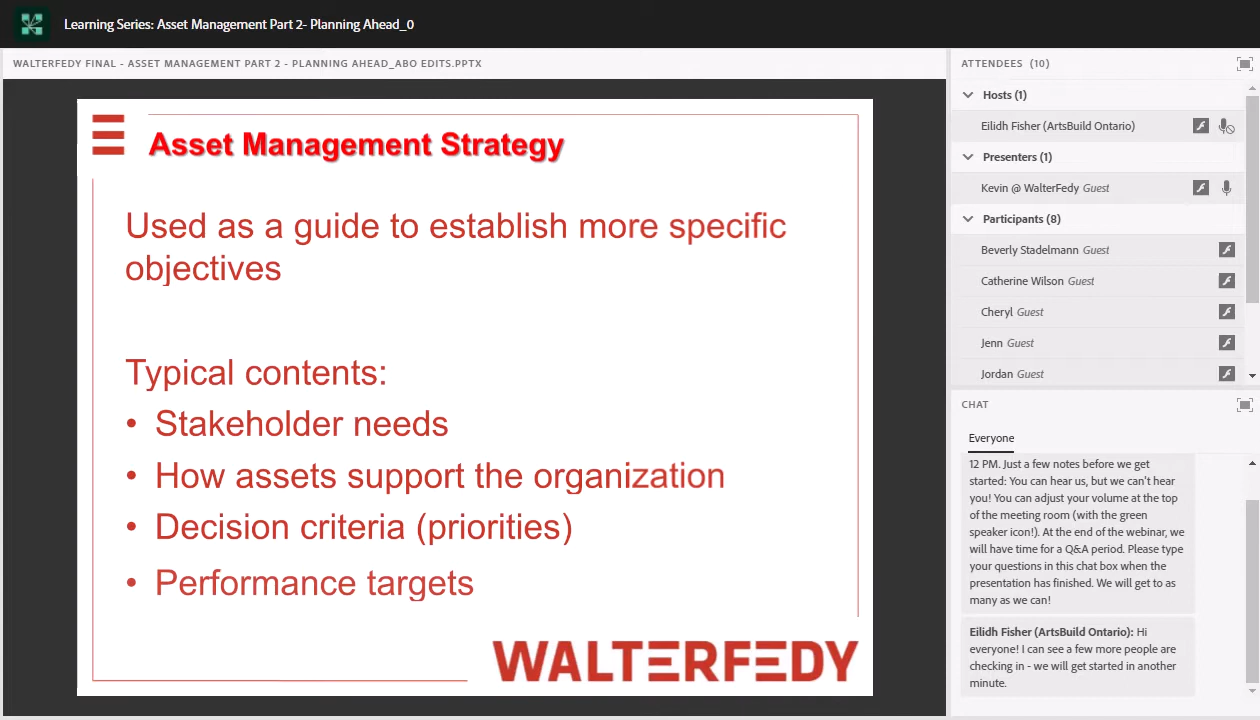 Learning Series: Asset Management Part 2- Planning Ahead_0
WALTERFEDY FINAL - ASSET MANAGEMENT PART 2 - PLANNING AHEAD_ABO EDITS.PPTX
Asset Management Strategy
Used as a guide to establish more specific
objectives
Typical contents:
• Stakeholder needs
• How assets support the organization
• Decision criteria (priorities)
• Performance targets
WALTERFEDY
ATTENDEES (10)
Hosts (1)
Eilidh Fisher (ArtsBuild Ontario)
Presenters (1)
Kevin @ WalterFedy Guest
Participants (8)
Beverly Stadelmann Guest
Catherine Wilson Guest
Cheryl Guest
Jenn Guest
Jordan Guest
CHAT
Everyone
12 PM. Just a few notes before we get
started: You can hear us, but we can't hear
you! You can adjust your volume at the top
of the meeting room (with the green
speaker icon!). At the end of the webinar, we
will have time for a Q&A period. Please type
your questions in this chat box when the
presentation has finished. We will get to as
many as we can!
Eilidh Fisher (ArtsBuild Ontario): Hi
everyone! I can see a few more people are
checking in - we will get started in another
minute.